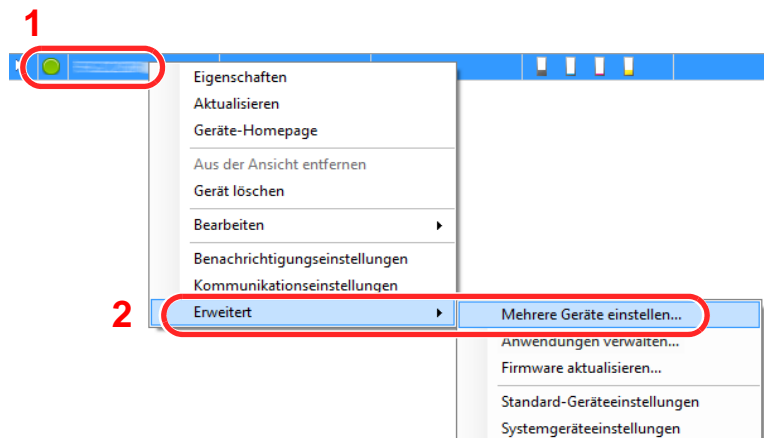 1
Eigenschaften
Aktualisieren
Geräte-Homepage
Aus der Ansicht entfernen
Gerät löschen
Bearbeiten
Benachrichtigungseinstellungen
Kommunikationseinstellungen
2
Erweitert
Mehrere Geräte einstellen...
Anwendungen verwalten...
Firmware aktualisieren...
Standard-Geräteeinstellungen
Systemgeräteeinstellungen